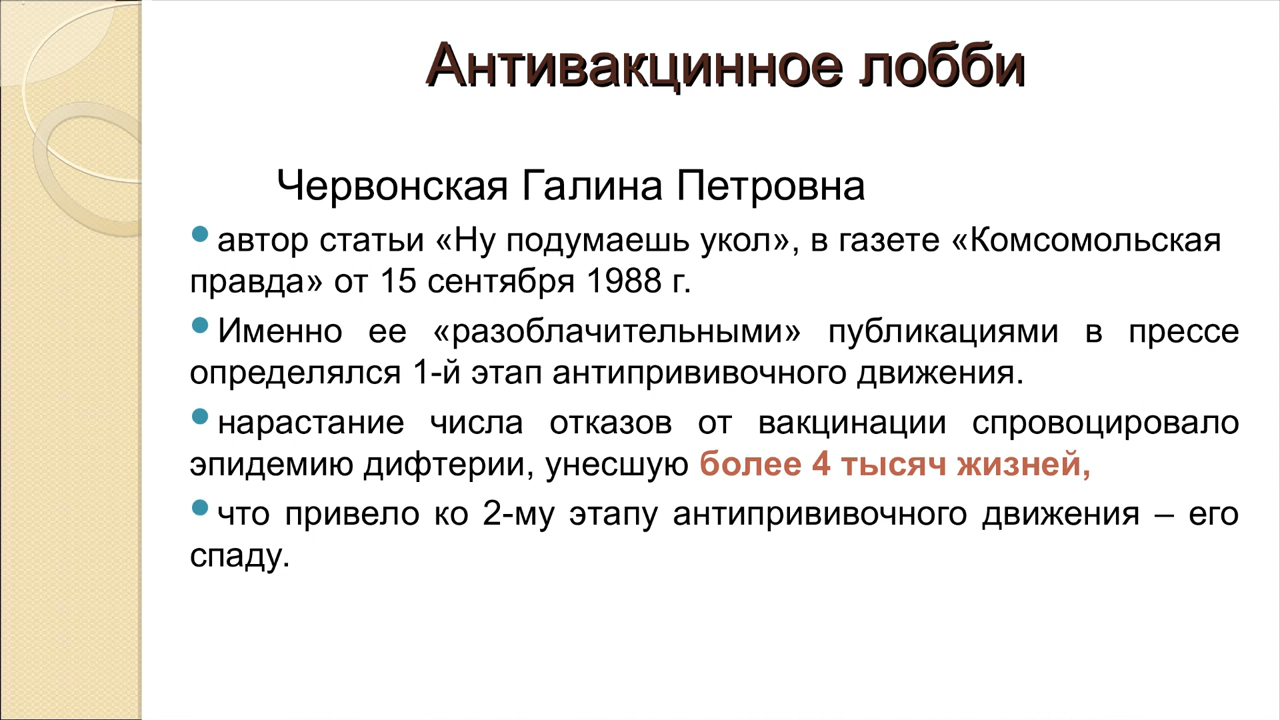 Антивакцинное лобби
Червонская Галина Петровна
автор статьи «Ну подумаешь укол», в газете «Комсомольская
правда» от 15 сентября 1988 г.
Именно ее «разоблачительными» публикациями в прессе
определялся 1-й этап антипрививочного движения.
нарастание числа отказов от вакцинации спровоцировало
эпидемию дифтерии, унесшую более 4 тысяч жизней,
что привело ко 2-му этапу антипрививочного движения – его
спаду.